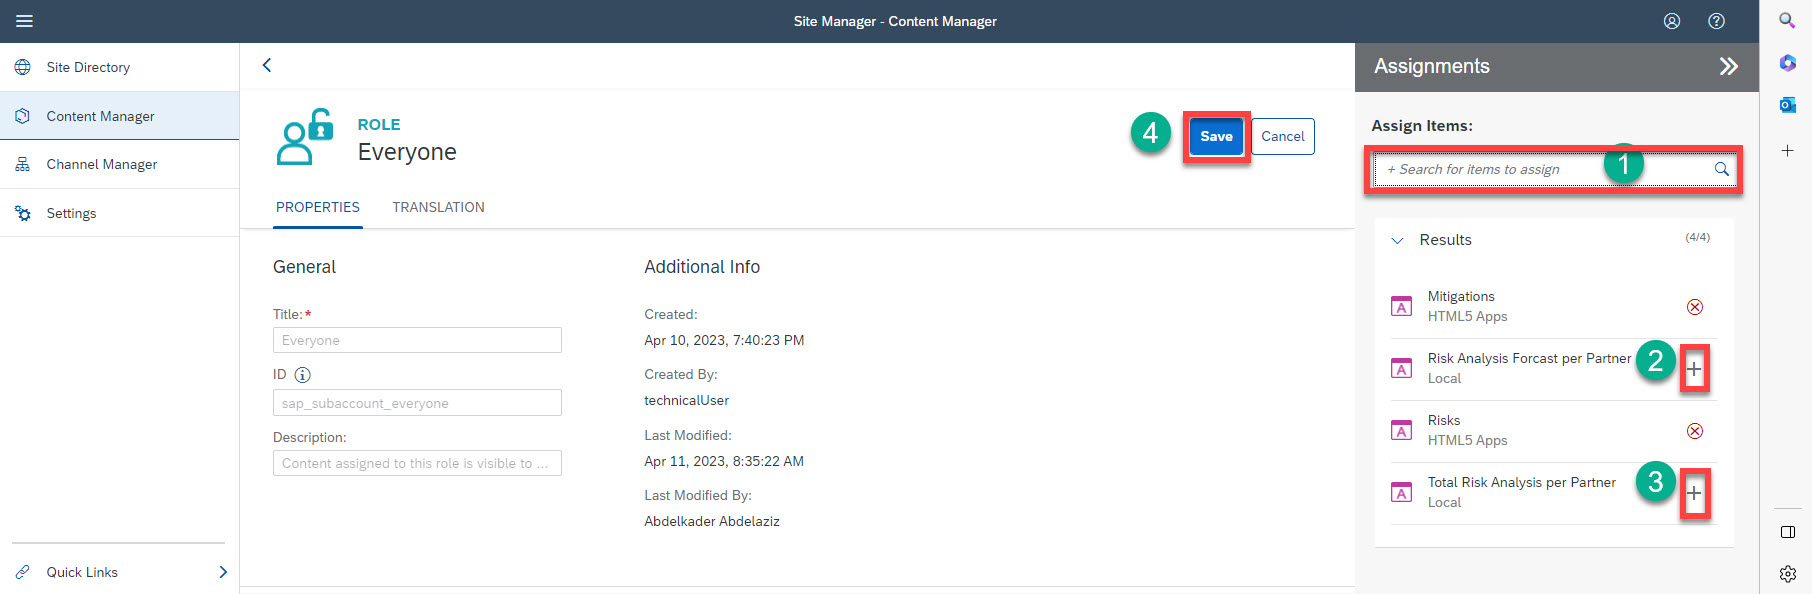 Site Manager - Content Manager
Site Directory
Content Manager
Channel Manager
Settings
Quick Links
ROLE
Everyone
4
Save
Cancel
PROPERTIES
TRANSLATION
General
Title:*
Everyone
ID
sap_subaccount_everyone
Description:
Content assigned to this role is visible to ...
Additional Info
Created:
Apr 10, 2023, 7:40:23 PM
Created By:
technicalUser
Last Modified:
Apr 11, 2023, 8:35:22 AM
Last Modified By:
Abdelkader Abdelaziz
Assignments
Assign Items:
+ Search for items to assign
1
Results
(4/4)
A
Mitigations
HTML5 Apps
A
Risk Analysis Forcast per Partner
Local
2
A
Risks
HTML5 Apps
A
Total Risk Analysis per Partner
Local
3